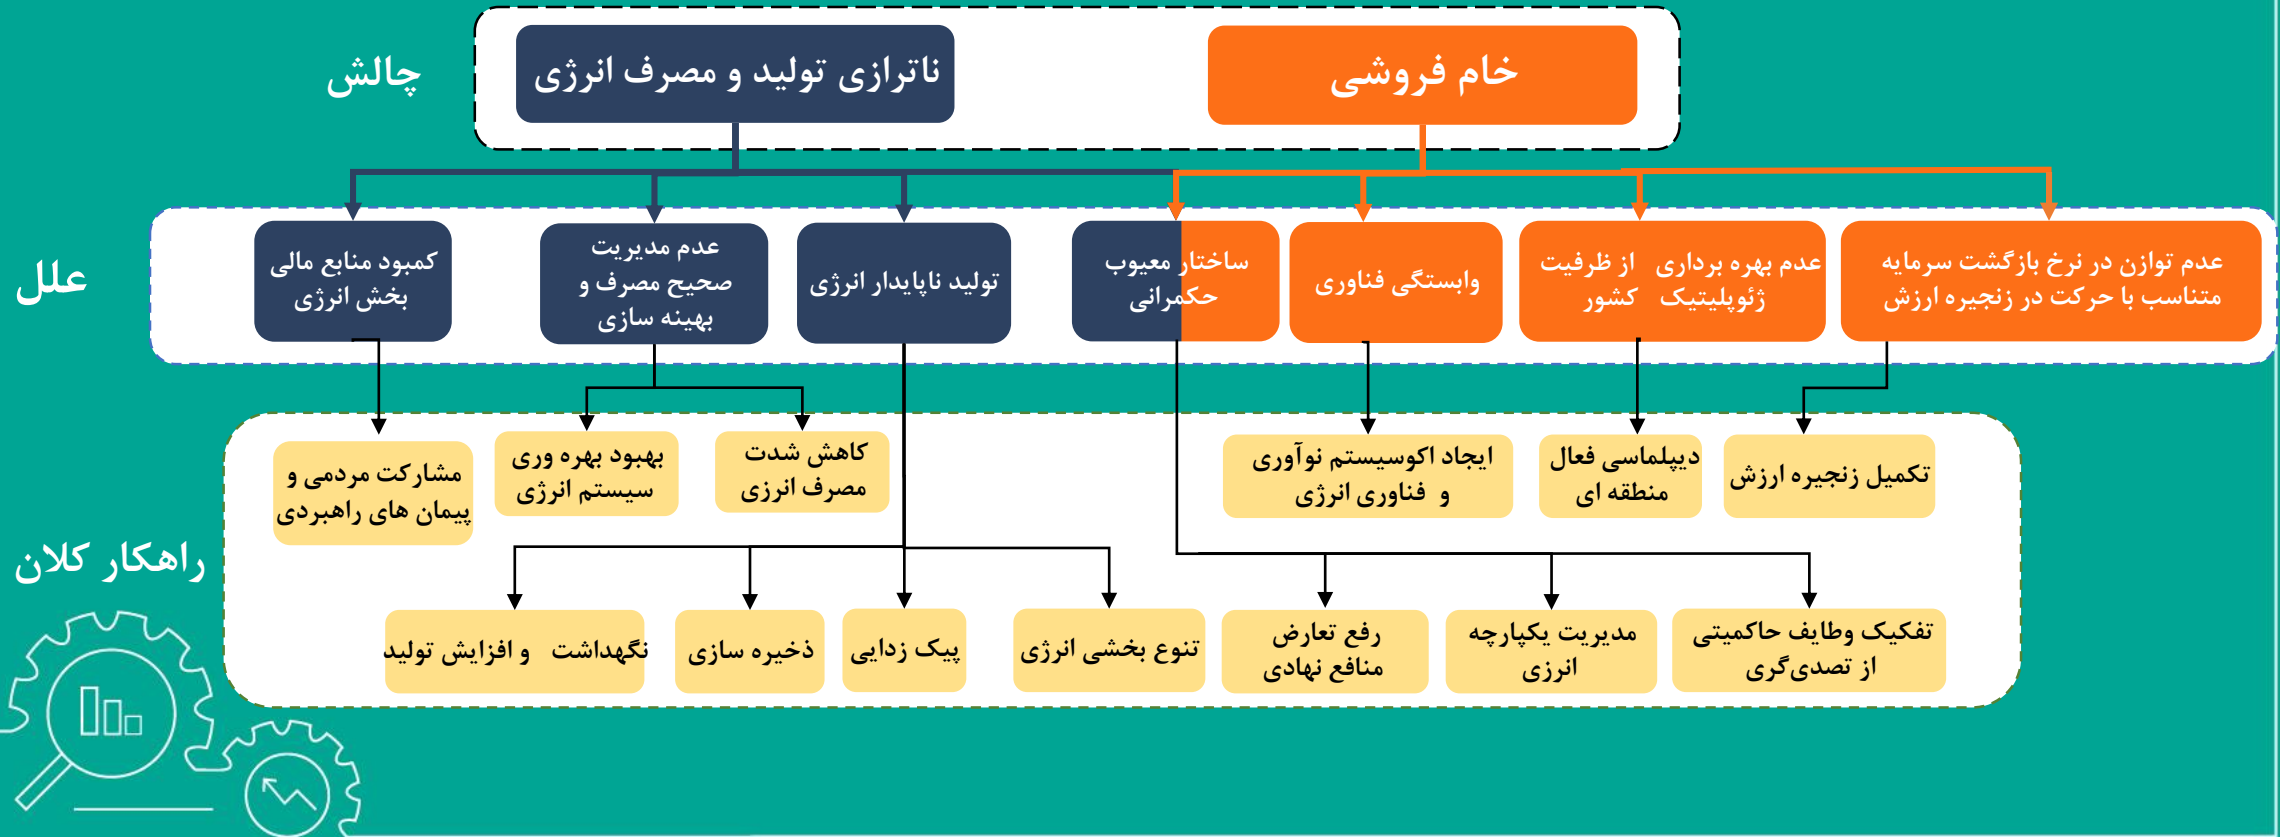 چالش
خام فروشی
ناترازی تولید و مصرف انرژی
علل
عدم توازن در نرخ بازگشت سرمایه
متناسب با حرکت در زنجیره ارزش
عدم بهره برداری از ظرفیت
ژئوپلیتیک کشور
وابستگی فناوری
ساختار معیوب
حکمرانی
تولید ناپایدار انرژی
عدم مدیریت
صحیح مصرف و
بهینه سازی
کمبود منابع مالی
بخش انرژی
راهکار کلان
تکمیل زنجیره ارزش
دیپلماسی فعال
منطقه ای
ایجاد اکوسیستم نوآوری
و فناوری انرژی
کاهش شدت
مصرف انرزی
بهبود بهره وری
سیستم انرژی
مشارکت مردمی و
پیمان های راهبردی
تفکیک وظایف حاکمیتی
از تصدی‌گری
مدیریت یکپارچه
انرزی
رفع تعارض
منافع نهادی
تنوع بخشی انرژی
پیک زدایی
ذخیره سازی
نگهداشت و افزایش تولید